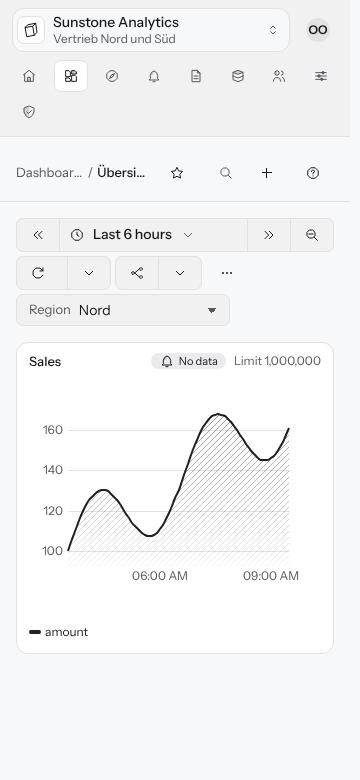 Sunstone Analytics
Vertrieb Nord und Süd
OO
Dashboar... / Übersi...
Last 6 hours
Region Nord
Sales No data Limit 1,000,000
160
140
120
100
06:00 AM 09:00 AM
amount